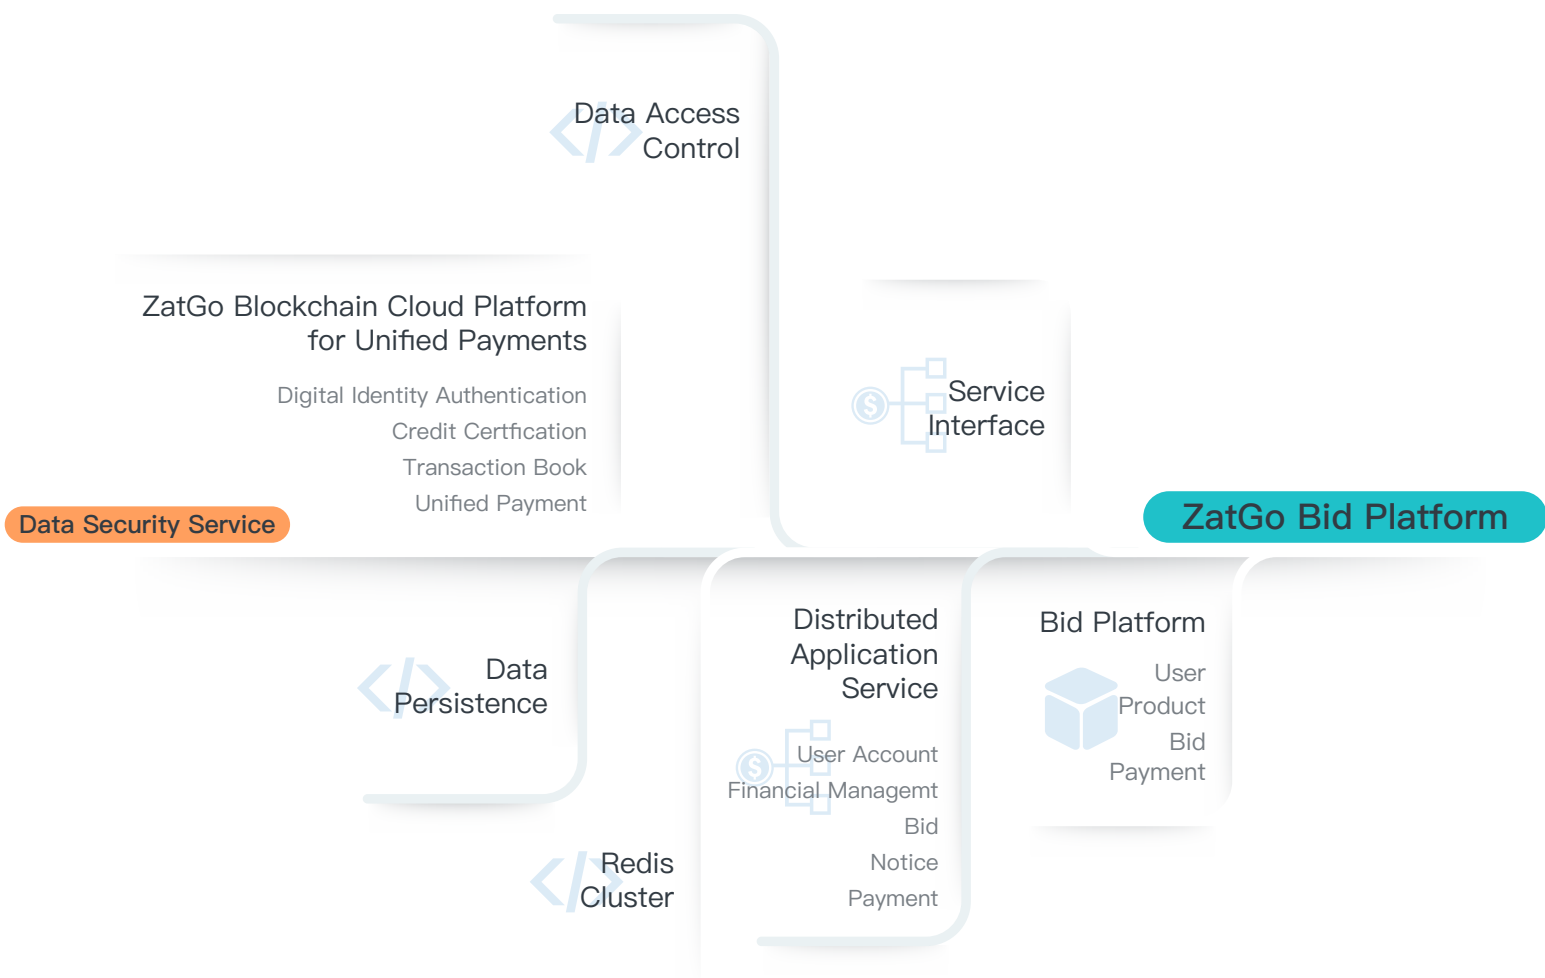 Data Access
Control
ZatGo Blockchain Cloud Platform
for Unified Payments
Digital Identity Authentication
Credit Certfication
Transaction Book
Unified Payment
Service
Interface
Data Security Service
ZatGo Bid Platform
Data
Persistence
Redis
Cluster
Distributed
Application
Service
User Account
Financial Managemt
Bid
Notice
Payment
Bid Platform
User
Product
Bid
Payment